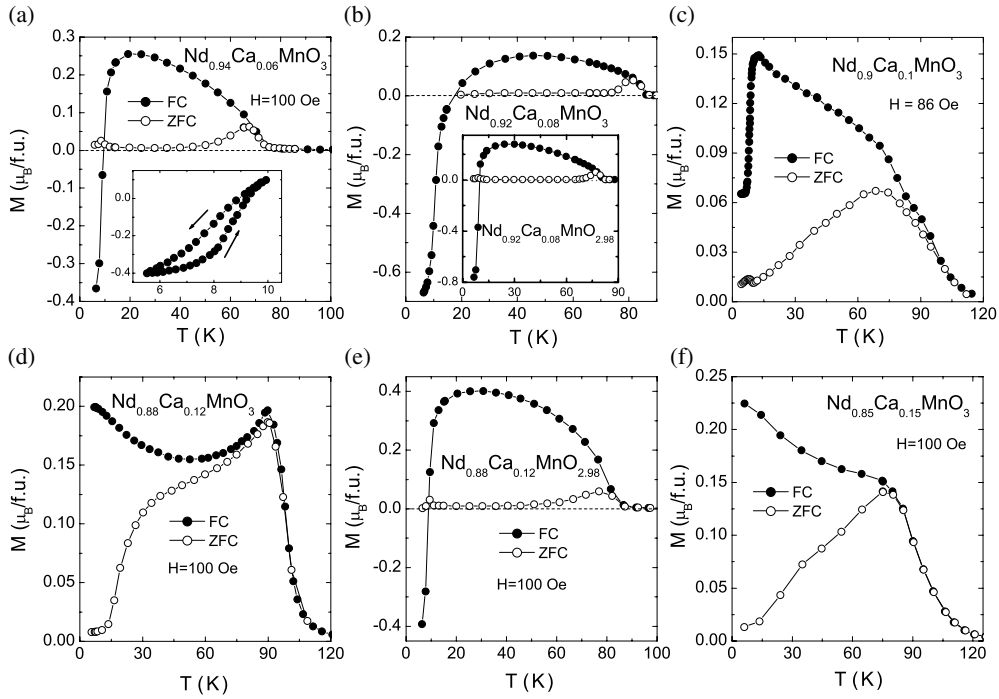 (a)
0.3
0.2
0.1
0.0
-0.1
-0.2
-0.3
-0.4
M (μB/f.u.)
Nd0.94Ca0.06MnO3
FC
ZFC
H=100 Oe
0.0
-0.2
-0.4
6 8 10
0 20 40 60 80 100
T (K)
(b)
0.2
0.0
-0.2
-0.4
-0.6
M (μB/f.u.)
Nd0.92Ca0.08MnO3
0.0
-0.4
-0.8
Nd0.92Ca0.08MnO2.98
0 30 60 90
0 20 40 60 80
T (K)
(c)
0.15
0.12
0.09
0.06
0.03
0.00
M (μB/f.u.)
Nd0.9Ca0.1MnO3
H = 86 Oe
FC
ZFC
0 30 60 90 120
T (K)
(d)
0.20
0.15
0.10
0.05
0.00
M (μB/f.u.)
Nd0.88Ca0.12MnO3
FC
ZFC
H=100 Oe
0 30 60 90 120
T (K)
(e)
0.4
0.2
0.0
-0.2
-0.4
M (μB/f.u.)
Nd0.88Ca0.12MnO2.98
FC
ZFC
H=100 Oe
0 20 40 60 80 100
T (K)
(f)
0.25
0.20
0.15
0.10
0.05
0.00
M (μB/f.u.)
Nd0.85Ca0.15MnO3
H=100 Oe
FC
ZFC
0 30 60 90 120
T (K)